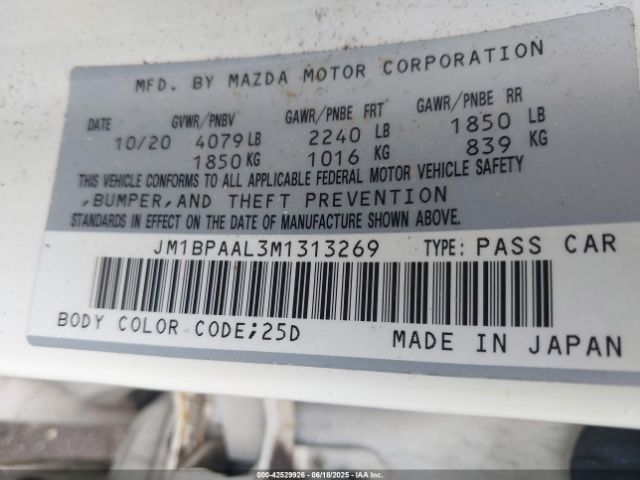 MFD. BY MAZDA MOTOR CORPORATION
DATE GVWR/PNBV GAWR/PNBE FRT GAWR/PNBE RR
10/20 4079 LB 2240 LB 1850 LB
1850 KG 1016 KG 839 KG
THIS VEHICLE CONFORMS TO ALL APPLICABLE FEDERAL MOTOR VEHICLE SAFETY
,BUMPER,AND THEFT PREVENTION
STANDARDS IN EFFECT ON THE DATE OF MANUFACTURE SHOWN ABOVE.
JM1BPAAL3M1313269 TYPE: PASS CAR
BODY COLOR CODE;25D MADE IN JAPAN
000-42529926 - 06/18/2025 - IAA Inc.